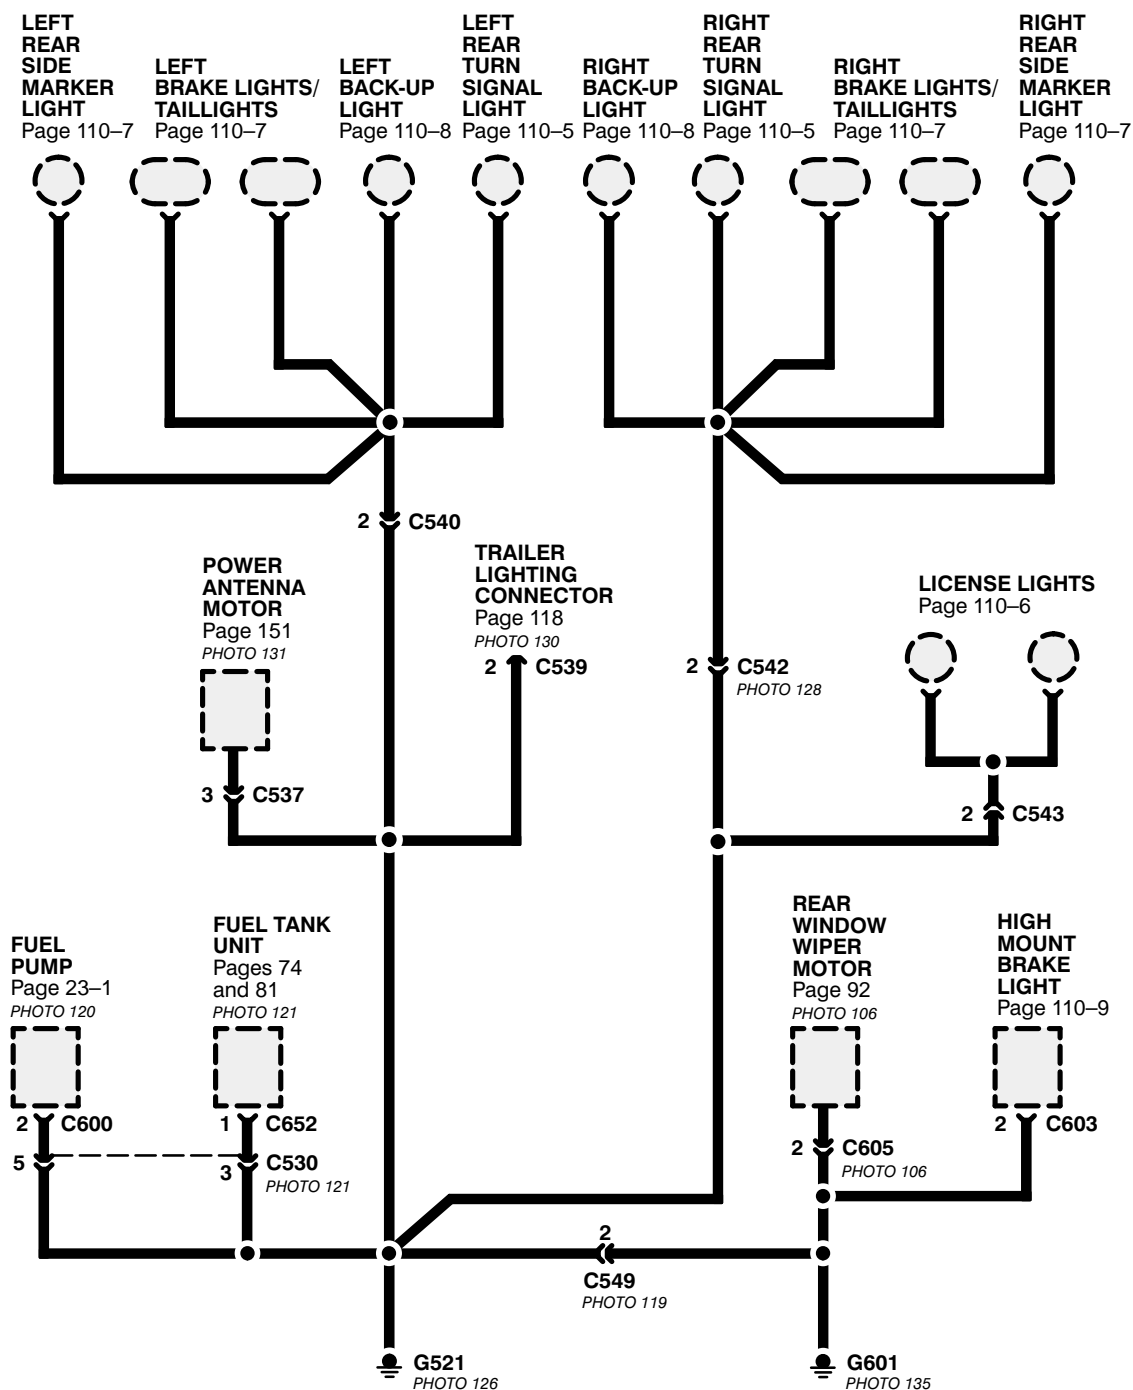 LEFT
REAR
SIDE
MARKER
LIGHT
Page 110–7
LEFT
BRAKE LIGHTS/
TAILLIGHTS
Page 110–7
LEFT
BACK-UP
LIGHT
Page 110–8
LEFT
REAR
TURN
SIGNAL
LIGHT
Page 110–5
RIGHT
BACK-UP
LIGHT
Page 110–8
RIGHT
REAR
TURN
SIGNAL
LIGHT
Page 110–5
RIGHT
BRAKE LIGHTS/
TAILLIGHTS
Page 110–7
RIGHT
REAR
SIDE
MARKER
LIGHT
Page 110–7
2 C540
POWER
ANTENNA
MOTOR
Page 151
PHOTO 131
3 C537
TRAILER
LIGHTING
CONNECTOR
Page 118
PHOTO 130
2 C539
2 C542
PHOTO 128
LICENSE LIGHTS
Page 110–6
2 C543
FUEL
PUMP
Page 23–1
PHOTO 120
2 C600
5
FUEL TANK
UNIT
Pages 74
and 81
PHOTO 121
1 C652
3 C530
PHOTO 121
REAR
WINDOW
WIPER
MOTOR
Page 92
PHOTO 106
2 C605
PHOTO 106
HIGH
MOUNT
BRAKE
LIGHT
Page 110–9
2 C603
2
C549
PHOTO 119
G521
PHOTO 126
G601
PHOTO 135